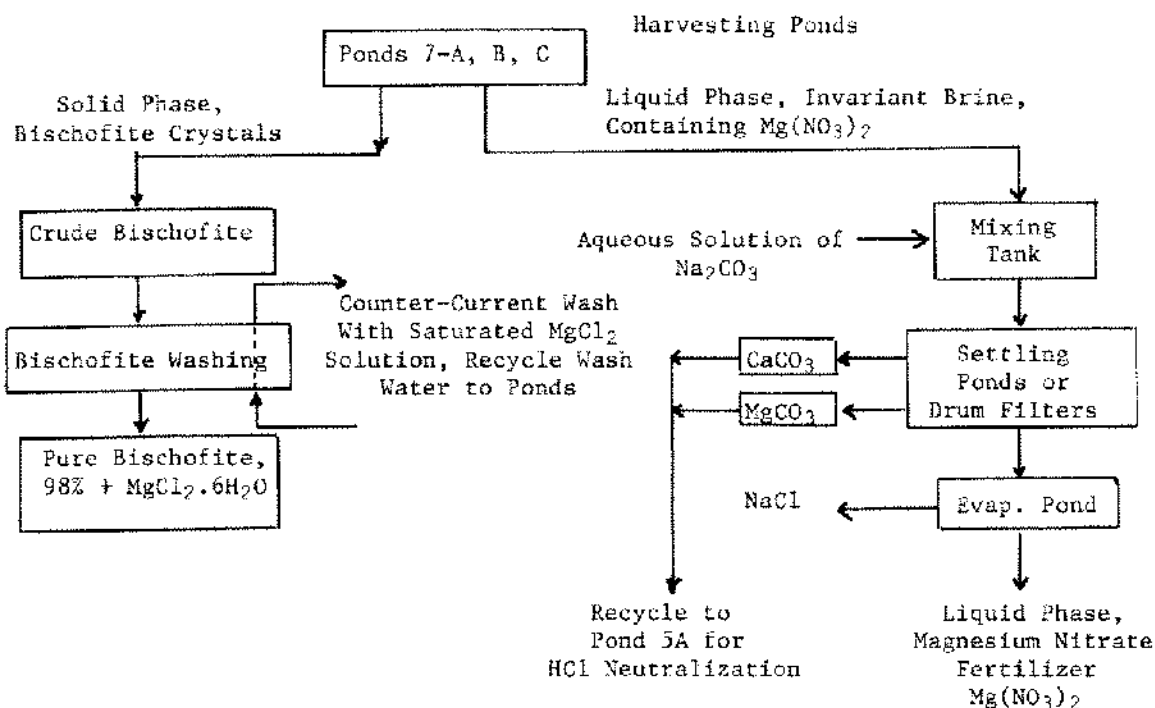 Harvesting Ponds
Ponds 7-A, B, C
Solid Phase,
Bischofite Crystals
Liquid Phase, Invariant Brine,
Containing Mg(NO₃)₂
Crude Bischofite
Aqueous Solution of
Na₂CO₃
Mixing
Tank
Bischofite Washing
Counter-Current Wash
With Saturated MgCl₂
Solution, Recycle Wash
Water to Ponds
CaCO₃
MgCO₃
Settling
Ponds or
Drum Filters
Pure Bischofite,
98% + MgCl₂.6H₂O
NaCl
Evap. Pond
Recycle to
Pond 5A for
HCl Neutralization
Liquid Phase,
Magnesium Nitrate
Fertilizer
Mg(NO₃)₂